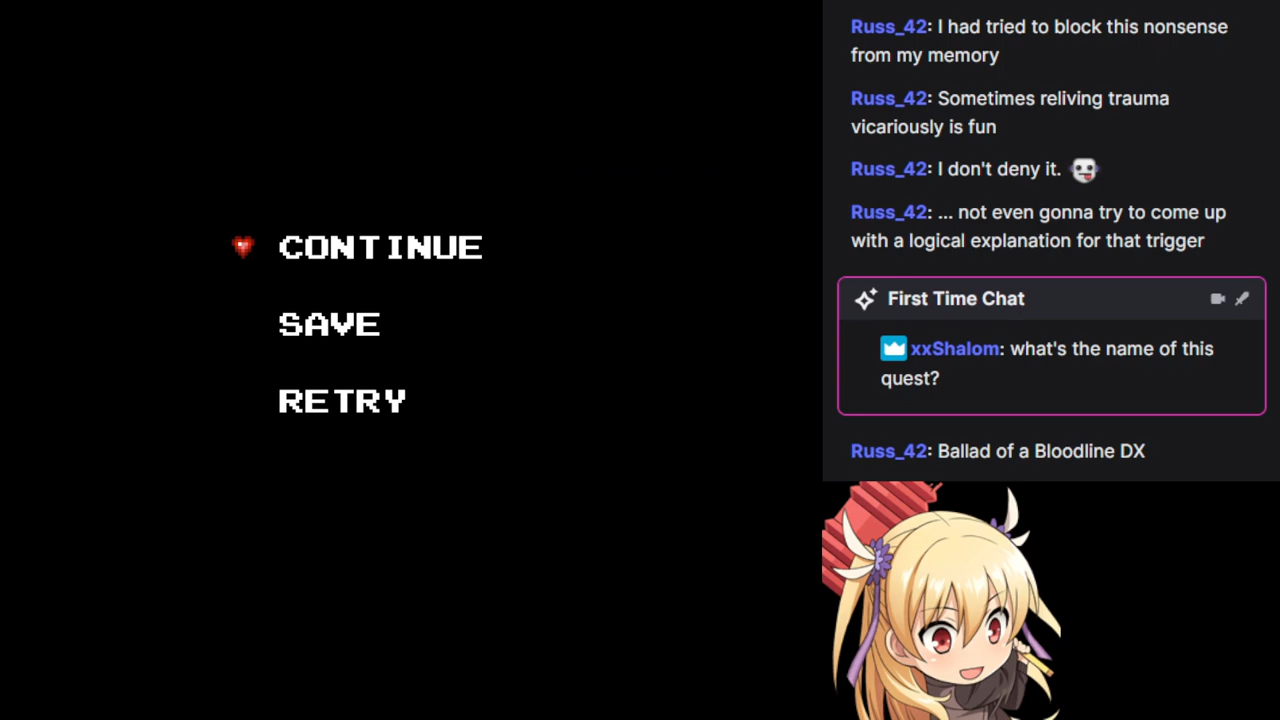 CONTINUE
SAVE
RETRY
Russ_42: I had tried to block this nonsense
from my memory
Russ_42: Sometimes reliving trauma
vicariously is fun
Russ_42: I don't deny it.
Russ_42: ... not even gonna try to come up
with a logical explanation for that trigger
First Time Chat
xxShalom: what's the name of this
quest?
Russ_42: Ballad of a Bloodline DX